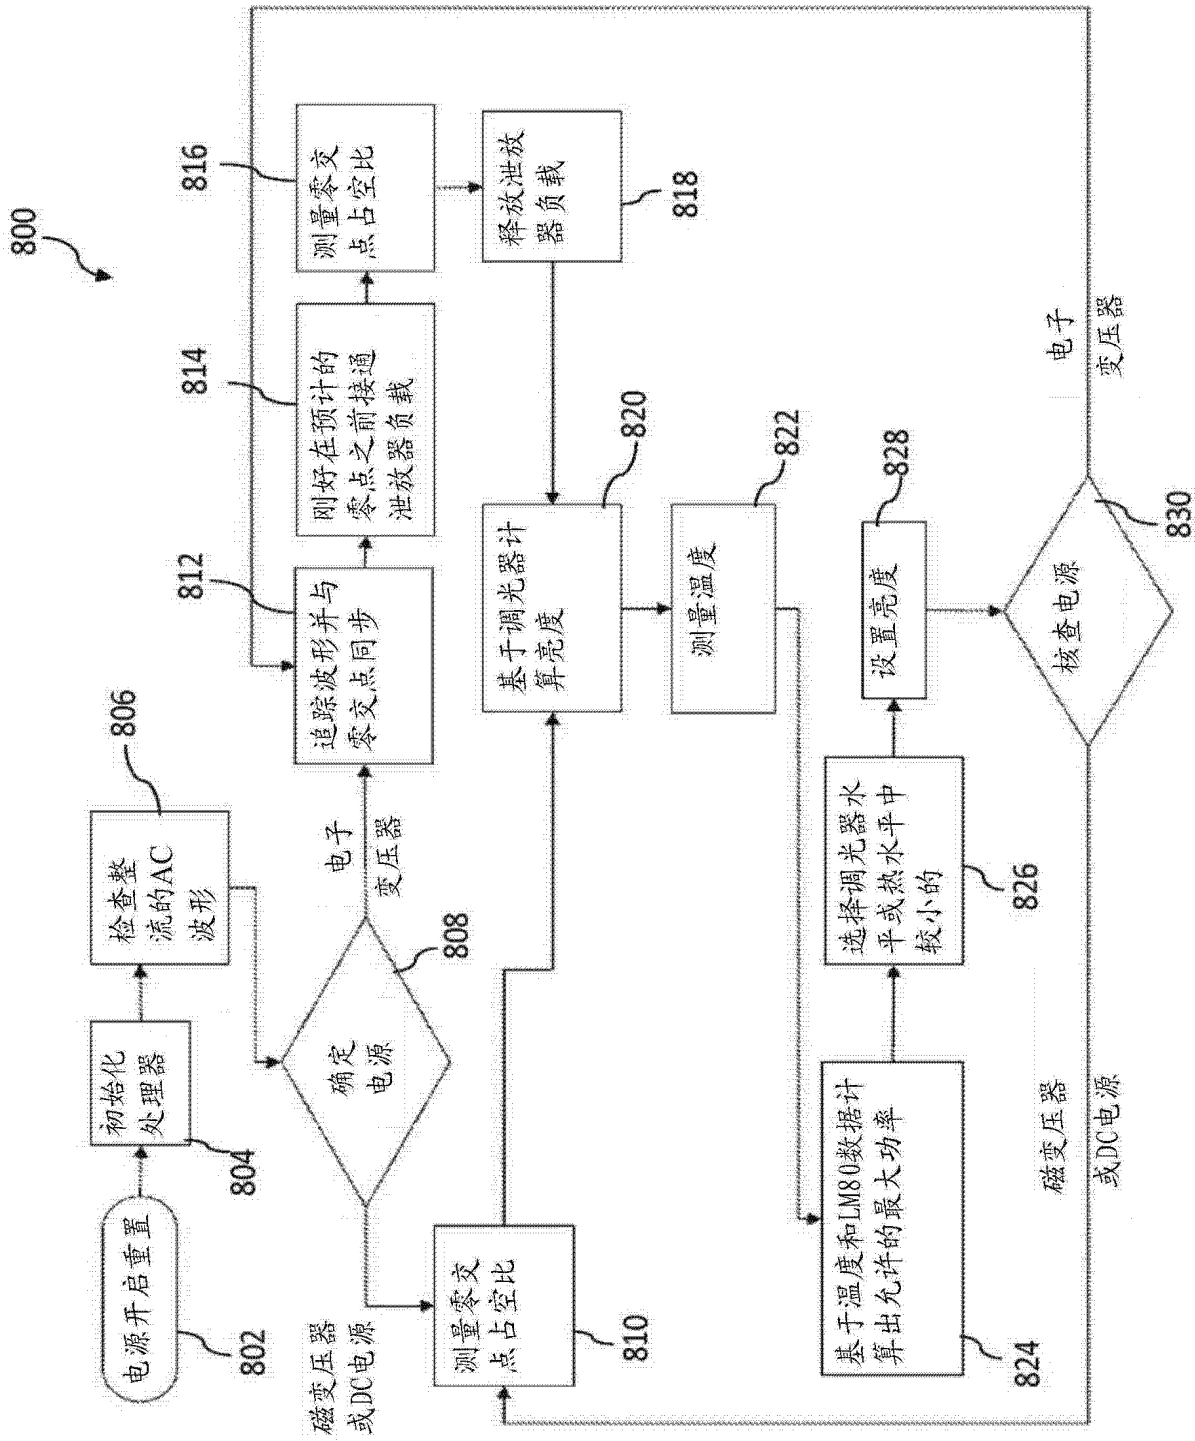 800
电源开启重置
802
初始化
处理器
804
检查整
流的AC
波形
806
确定
电源
808
电子
变压器
磁变压器
或DC电源
测量零交
点占空比
810
追踪波形并与
零交点同步
812
刚好在预计的
零点之前接通
泄放器负载
814
测量零交
点占空比
816
释放泄放
器负载
818
基于调光器计
算亮度
820
测量温度
822
基于温度和LM80数据计
算出允许的最大功率
824
选择调光器水
平或热水平中
较小的
826
设置亮度
828
核查电源
830
电子
变压器
磁变压器
或DC电源